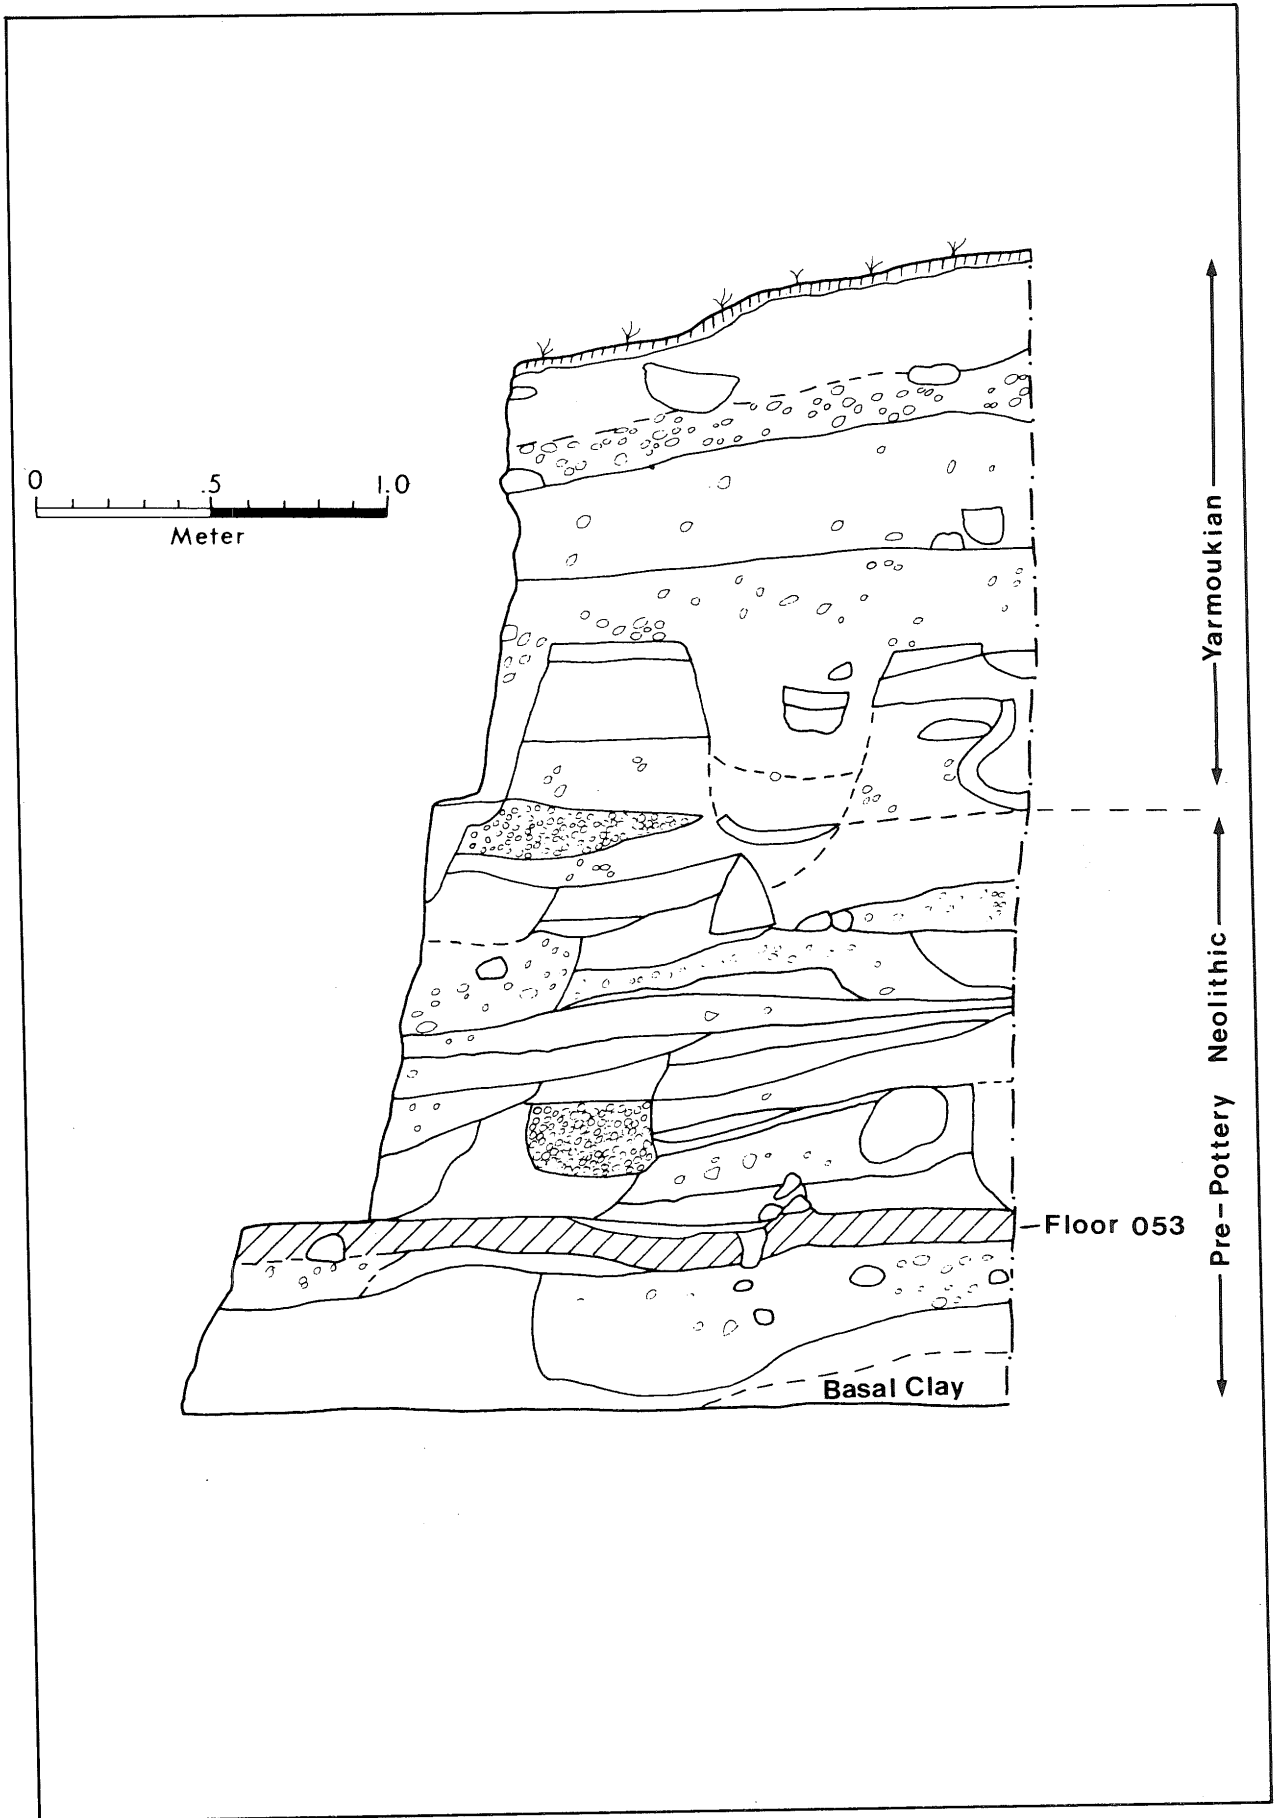 0 .5 1.0
Meter
Yarmoukian
Pre-Pottery Neolithic
Floor 053
Basal Clay